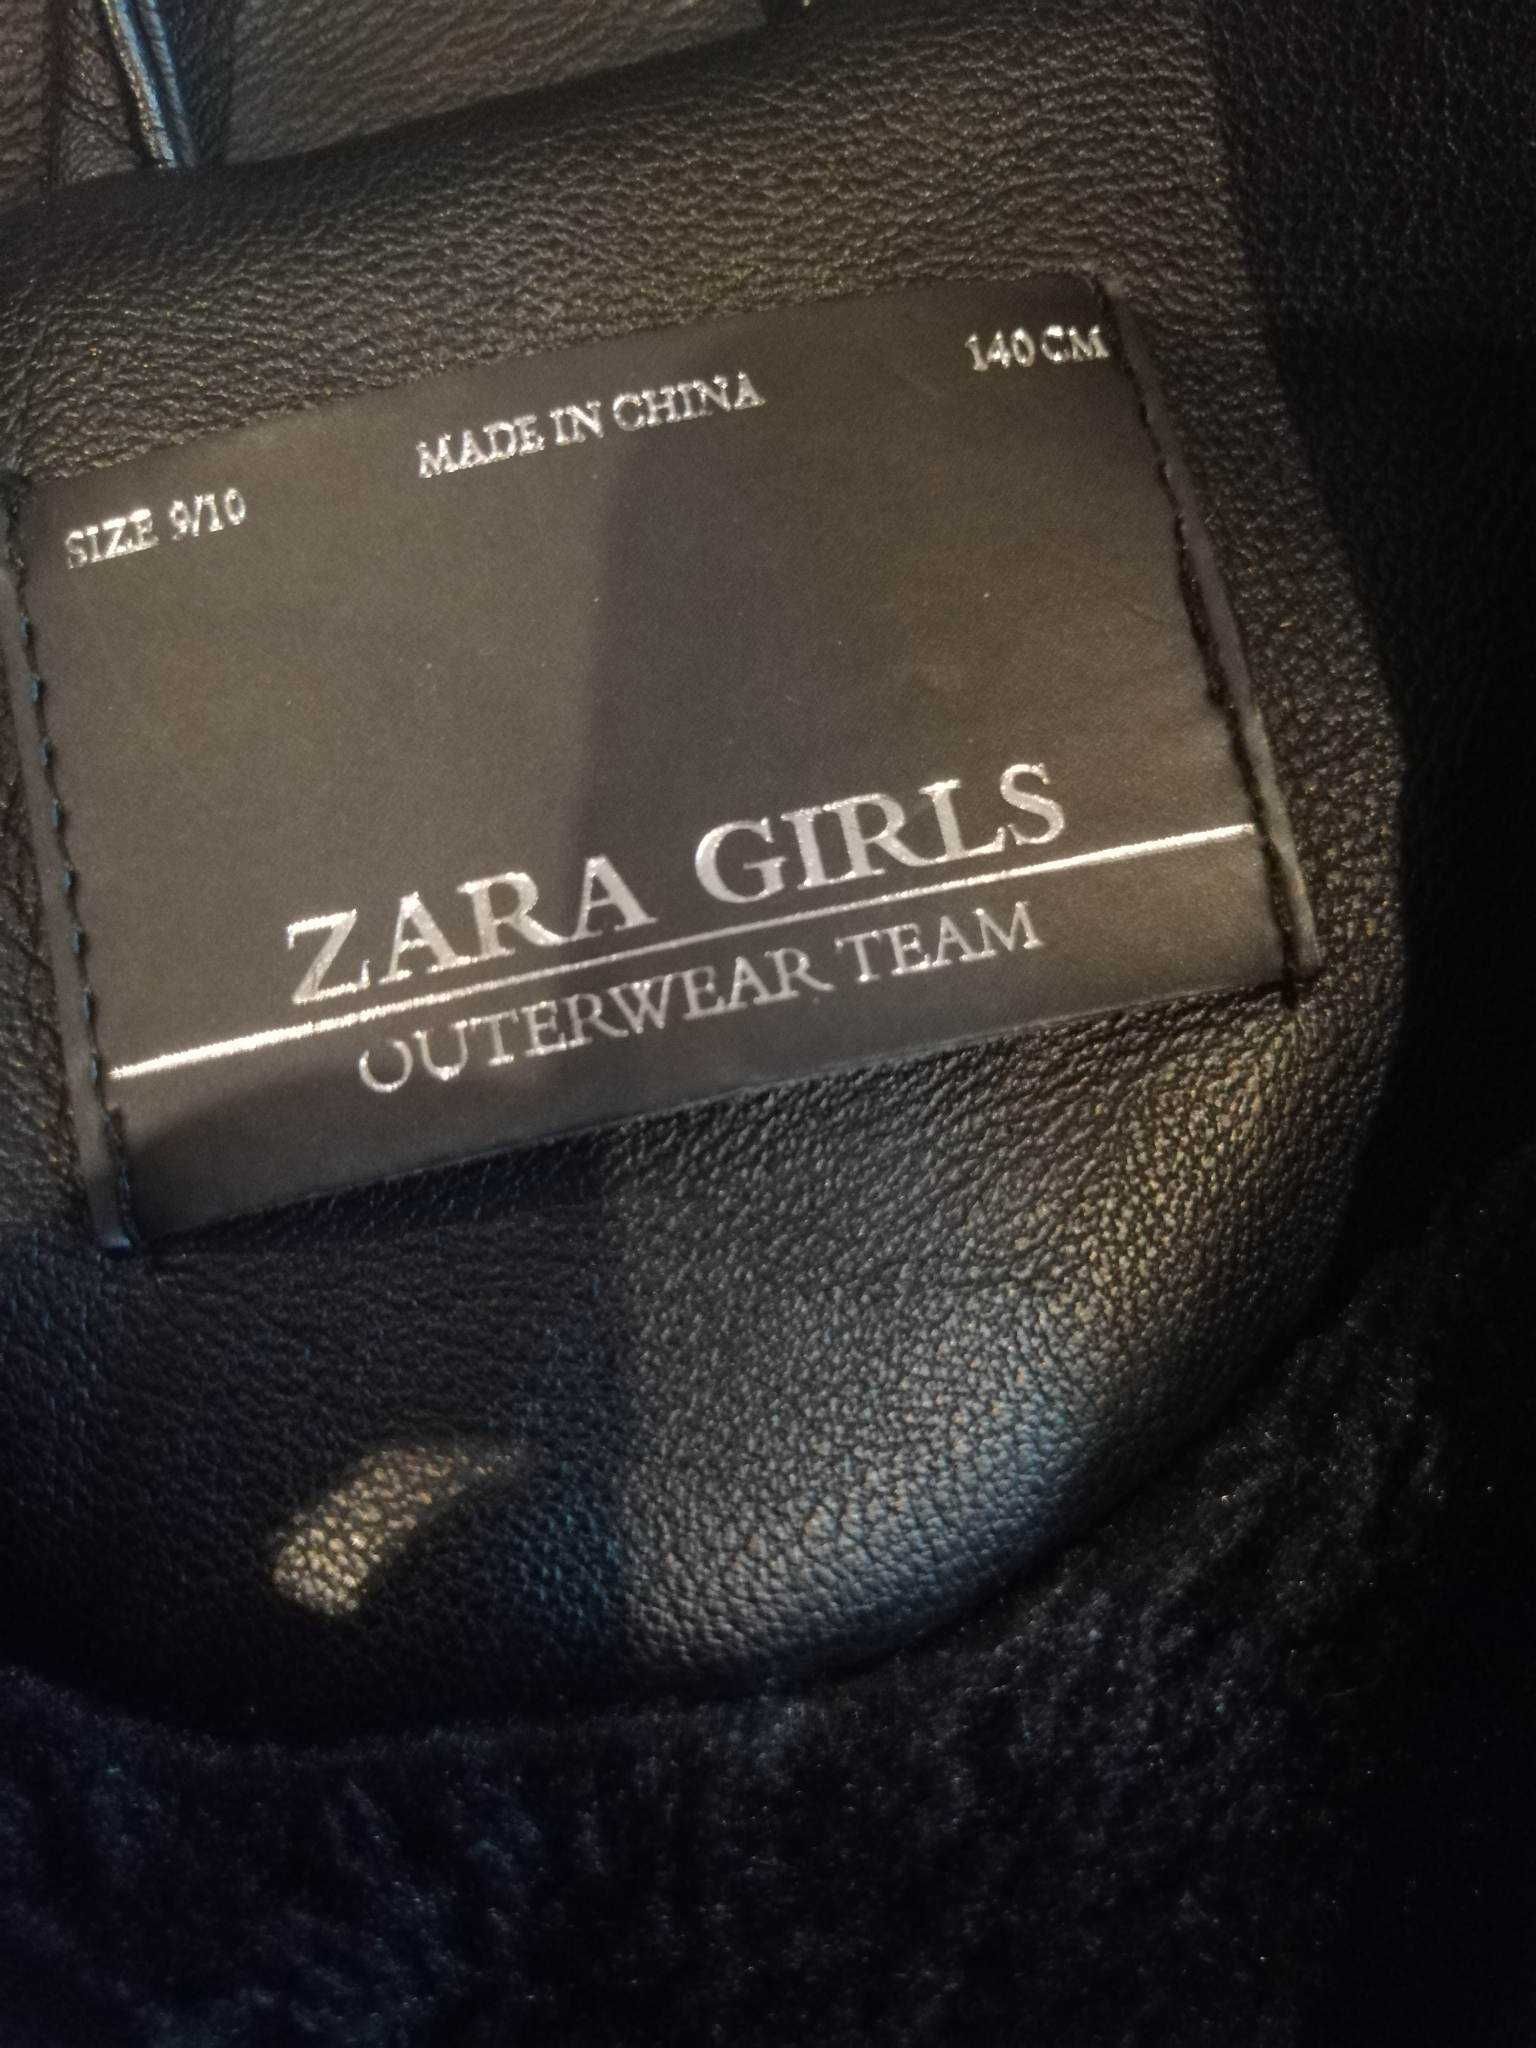 SIZE 9/10 MADE IN CHINA 140 CM
ZARA GIRLS
OUTERWEAR TEAM